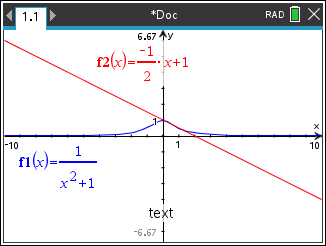 1.1 *Doc RAD
6.67 y
f2(x)=-1/2·x+1
1
x
-10 1 10
f1(x)=1/(x²+1)
text
-6.67